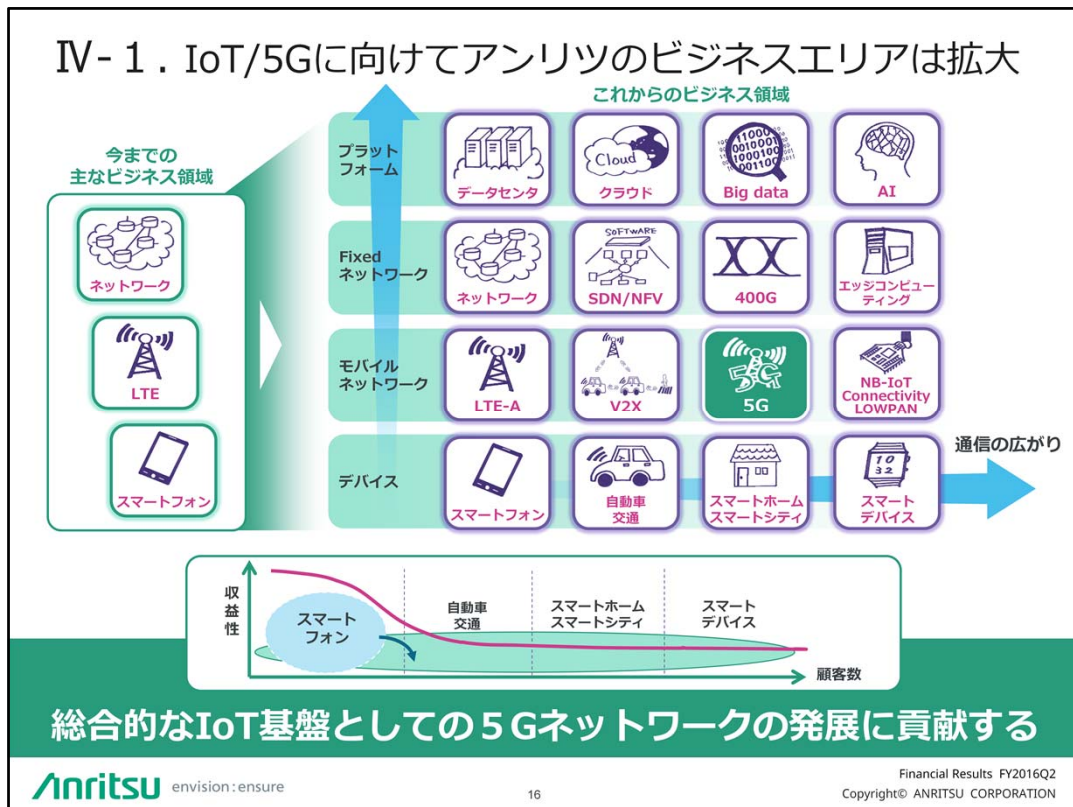 Ⅳ-１. IoT/5Gに向けてアンリツのビジネスエリアは拡大
今までの
主なビジネス領域
ネットワーク
LTE
スマートフォン
これからのビジネス領域
プラット
フォーム
データセンタ
Cloud
クラウド
Big data
AI
Fixed
ネットワーク
ネットワーク
SOFTWARE
SDN/NFV
400G
エッジコンピュー
ティング
モバイル
ネットワーク
LTE-A
V2X
5G
5G
NB-IoT
Connectivity
LOWPAN
デバイス
スマートフォン
自動車
交通
スマートホーム
スマートシティ
10
32
スマート
デバイス
通信の広がり
収益性
スマート
フォン
自動車
交通
スマートホーム
スマートシティ
スマート
デバイス
顧客数
総合的なIoT基盤としての５Gネットワークの発展に貢献する
Anritsu envision : ensure
16
Financial Results FY2016Q2
Copyright© ANRITSU CORPORATION